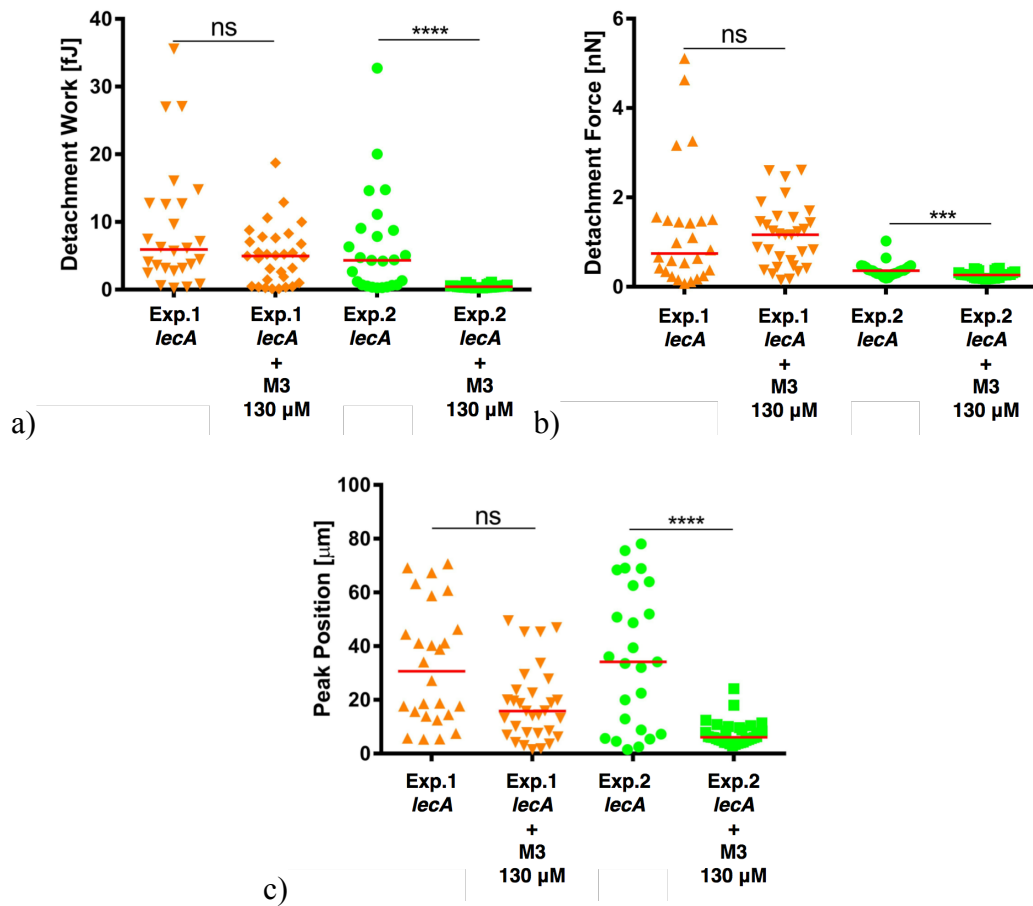 a)
Detachment Work [fJ]
40
30
20
10
0
ns
****
Exp.1 Exp.1 Exp.2 Exp.2
lecA lecA lecA lecA
+ +
M3 M3
130 µM 130 µM
b)
Detachment Force [nN]
6
4
2
0
ns
***
Exp.1 Exp.1 Exp.2 Exp.2
lecA lecA lecA lecA
+ +
M3 M3
130 µM 130 µM
c)
Peak Position [µm]
100
80
60
40
20
0
ns
****
Exp.1 Exp.1 Exp.2 Exp.2
lecA lecA lecA lecA
+ +
M3 M3
130 µM 130 µM